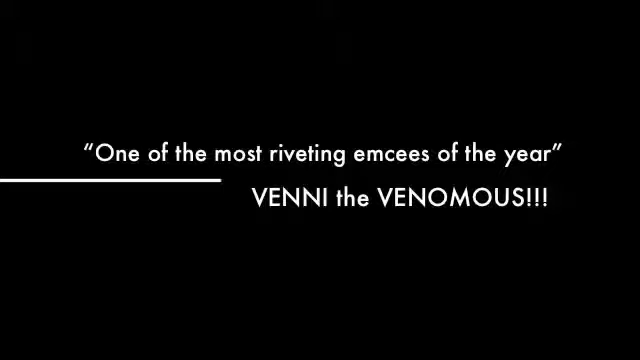 “One of the most riveting emcees of the year”
VENNI the VENOMOUS!!!